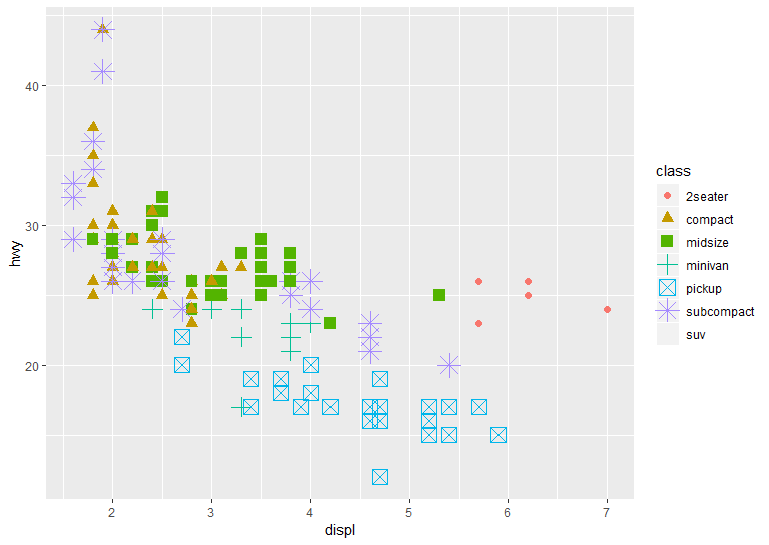 40
30
20
hwy
2
3
4
5
6
7
displ
class
2seater
compact
midsize
minivan
pickup
subcompact
suv